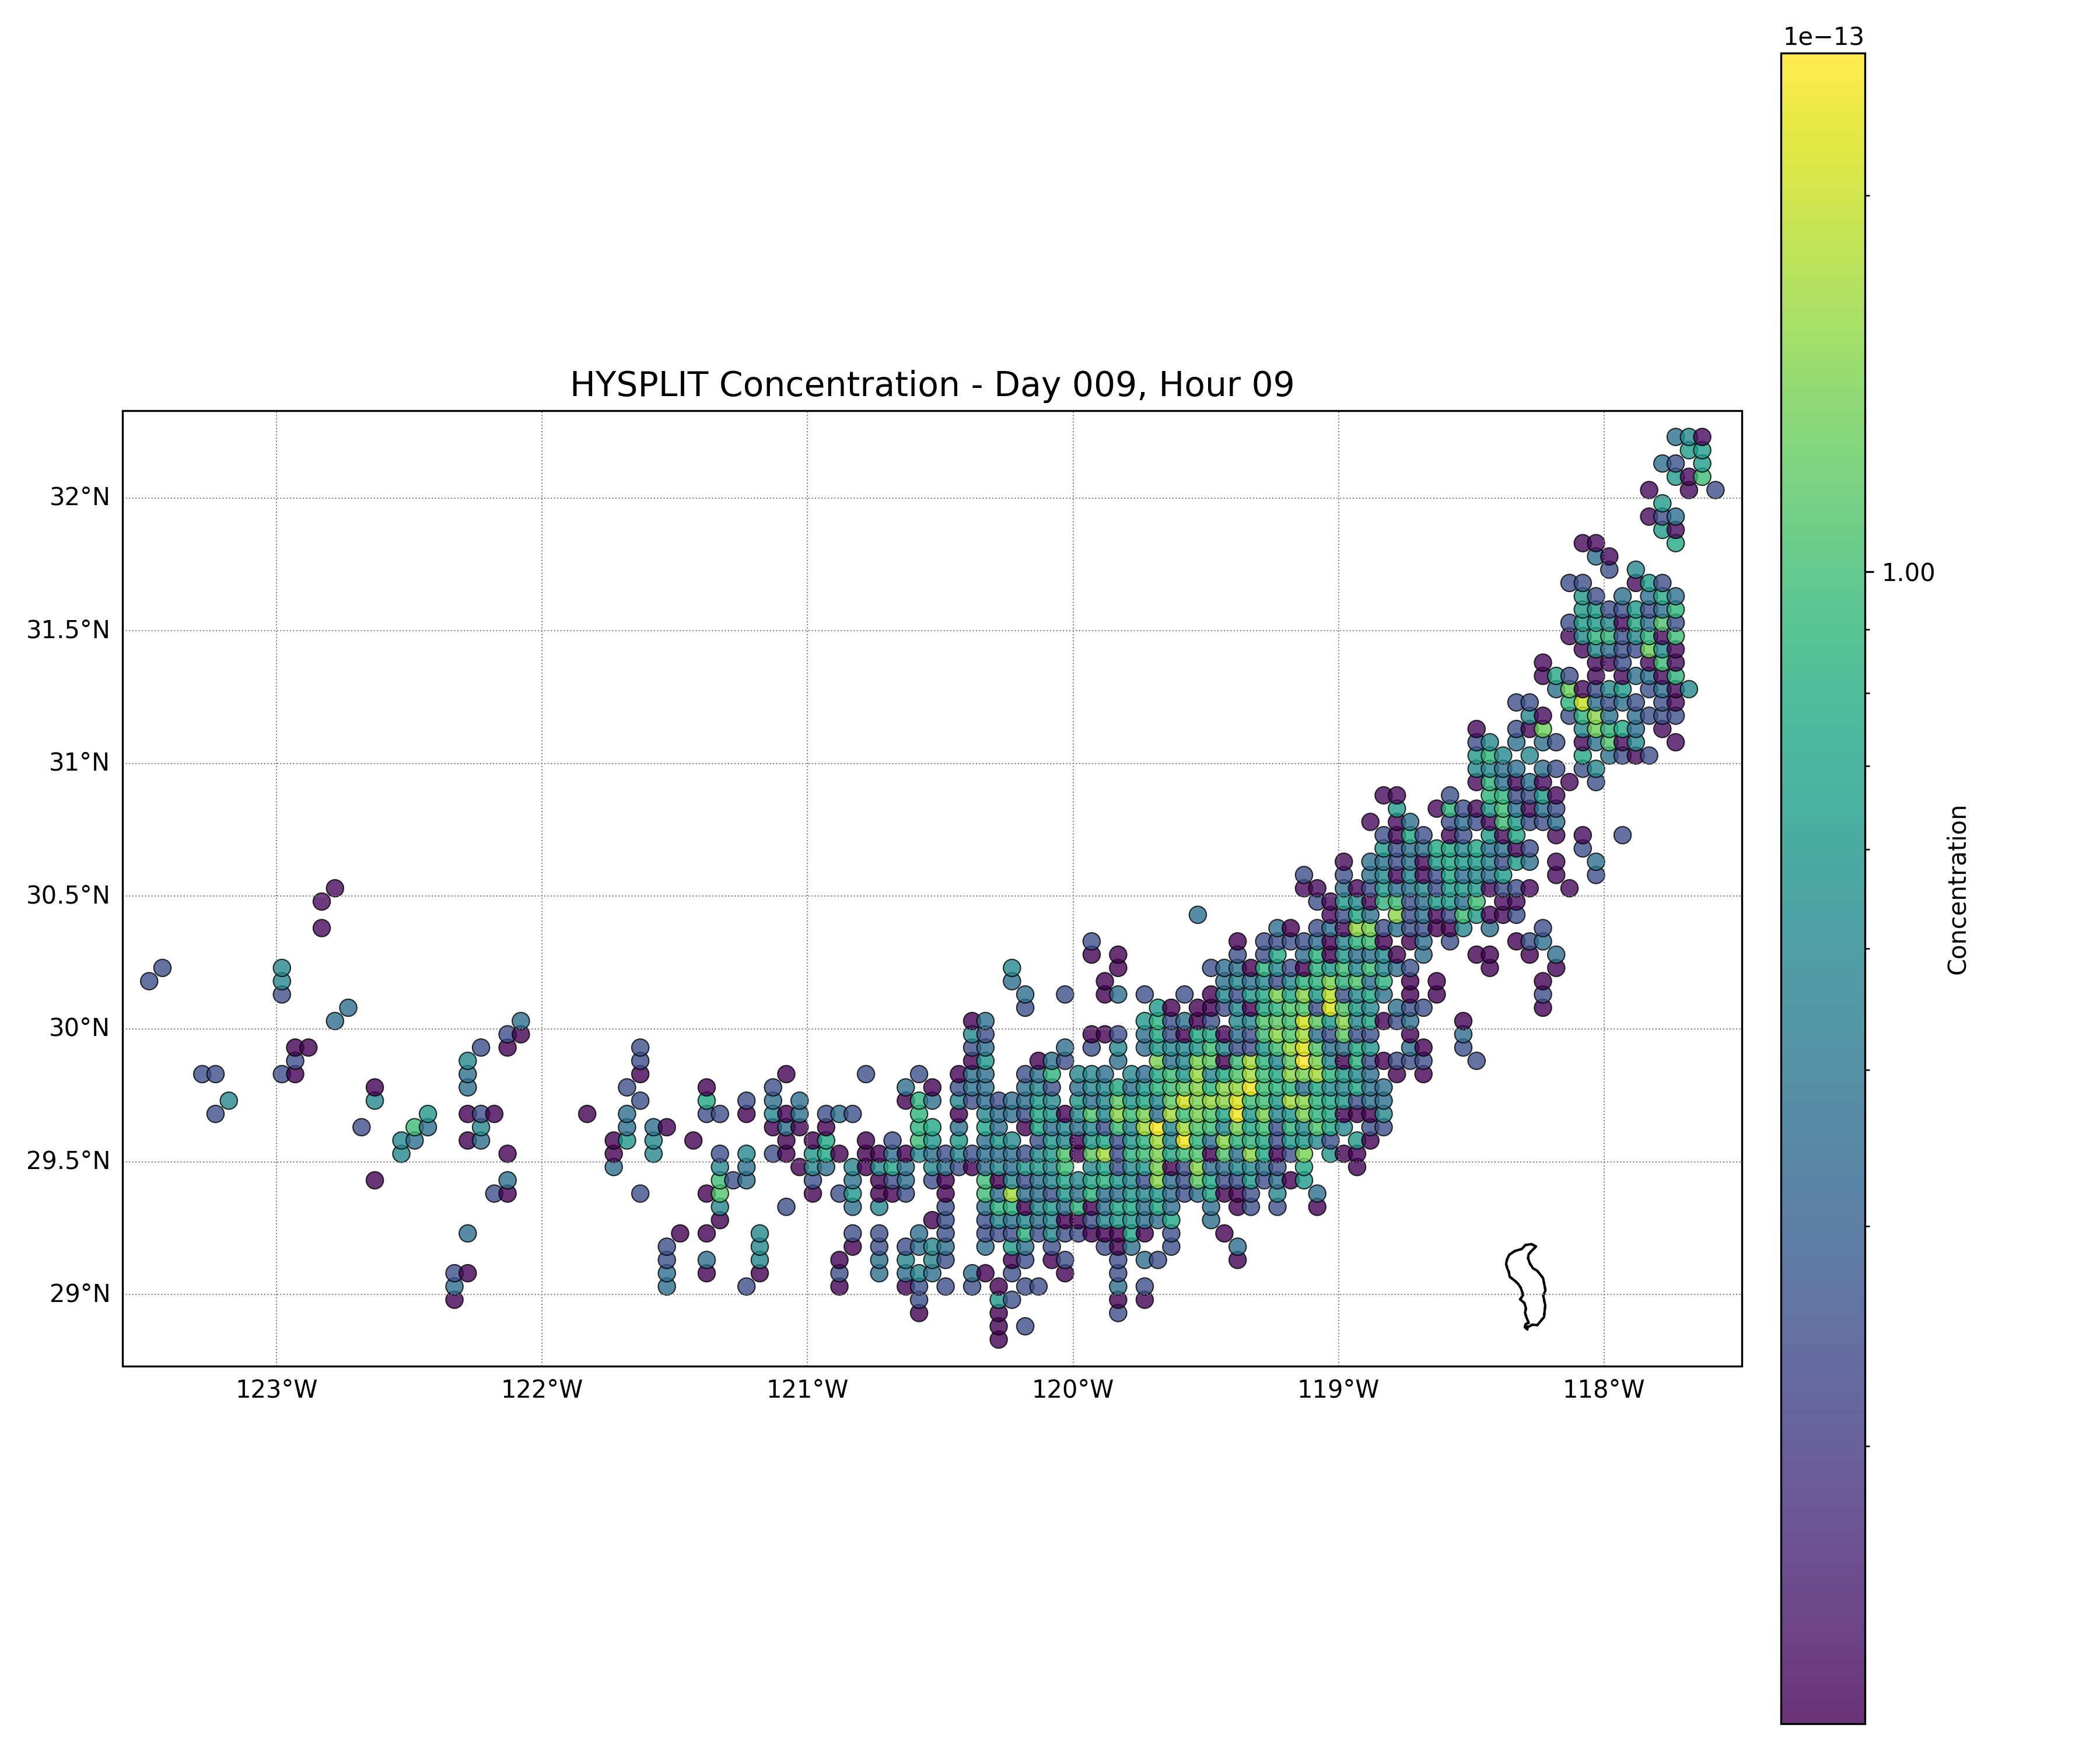 1e−13
HYSPLIT Concentration - Day 009, Hour 09
32°N
31.5°N
31°N
30.5°N
30°N
29.5°N
29°N
123°W
122°W
121°W
120°W
119°W
118°W
1.00
Concentration